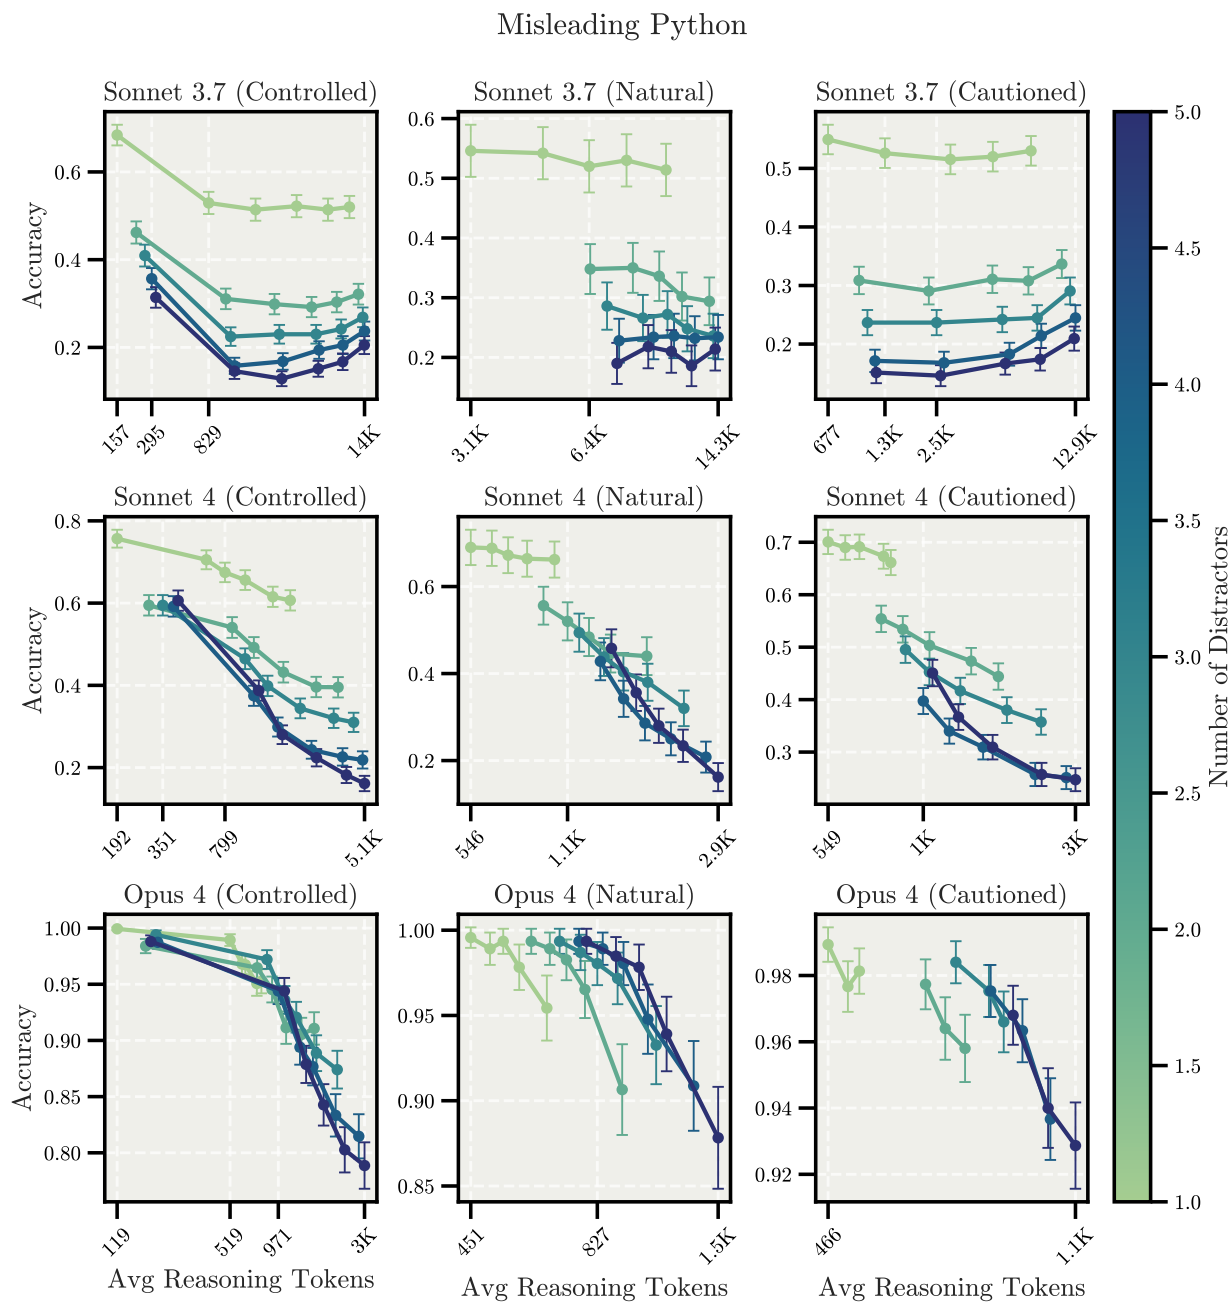 Misleading Python
Sonnet 3.7 (Controlled)
Sonnet 3.7 (Natural)
Sonnet 3.7 (Cautioned)
Accuracy
0.6
0.4
0.2
157
295
829
14K
0.6
0.5
0.4
0.3
0.2
3.1K
6.4K
14.3K
0.5
0.4
0.3
0.2
677
1.3K
2.5K
12.9K
Sonnet 4 (Controlled)
Sonnet 4 (Natural)
Sonnet 4 (Cautioned)
Accuracy
0.8
0.6
0.4
0.2
192
351
799
5.1K
0.6
0.4
0.2
546
1.1K
2.9K
0.7
0.6
0.5
0.4
0.3
549
1K
3K
Opus 4 (Controlled)
Opus 4 (Natural)
Opus 4 (Cautioned)
Accuracy
1.00
0.95
0.90
0.85
0.80
119
519
971
3K
Avg Reasoning Tokens
1.00
0.95
0.90
0.85
451
827
1.5K
Avg Reasoning Tokens
0.98
0.96
0.94
0.92
466
1.1K
Avg Reasoning Tokens
5.0
4.5
4.0
3.5
3.0
2.5
2.0
1.5
1.0
Number of Distractors